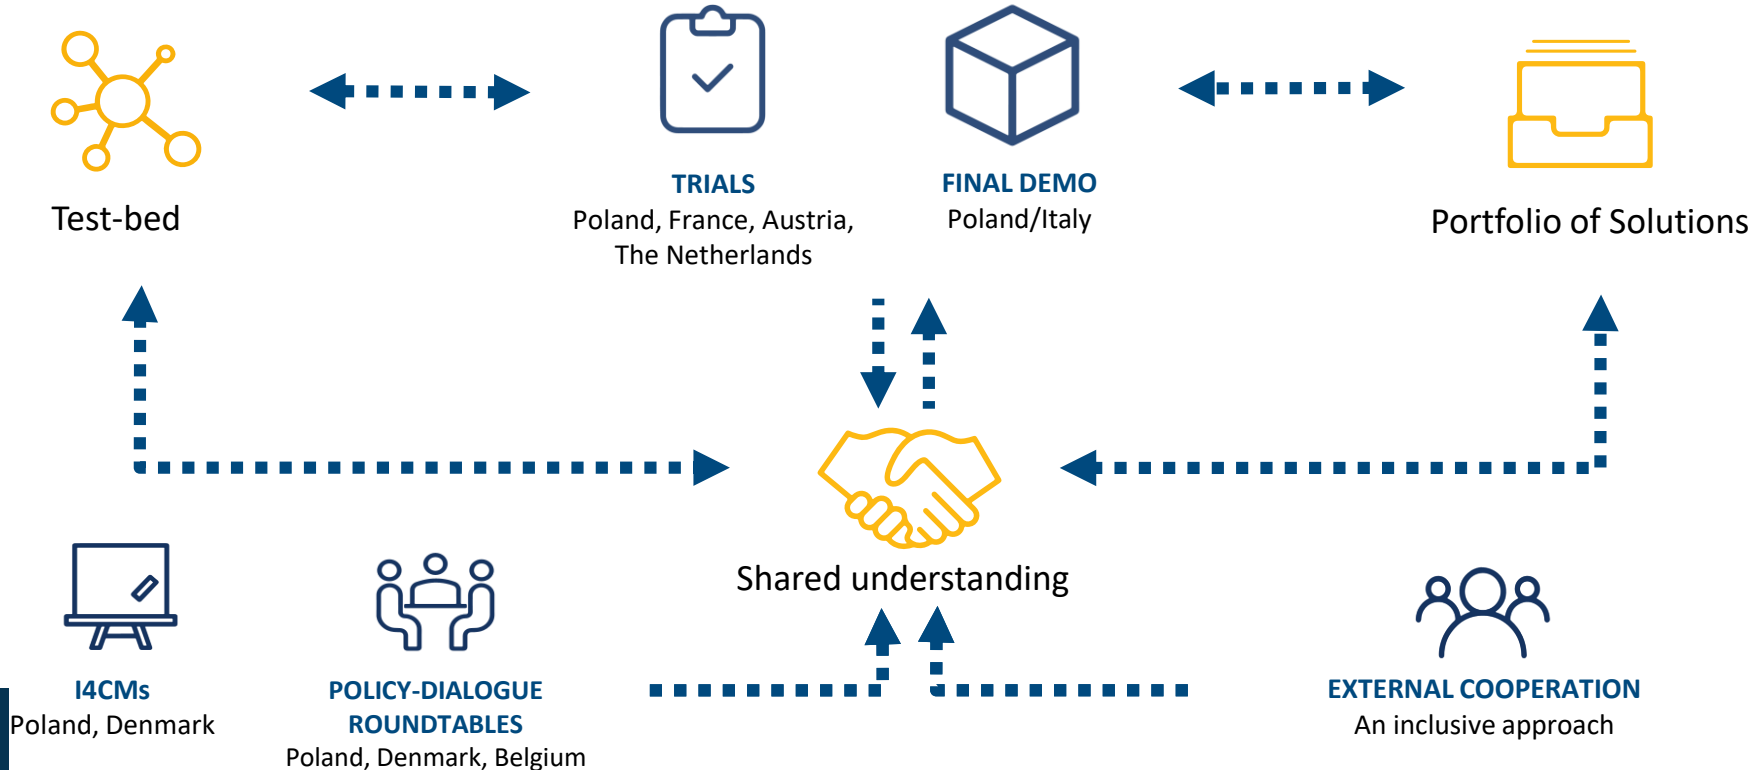 TRIALS
Poland, France, Austria,
The Netherlands
FINAL DEMO
Poland/Italy
Test-bed
Portfolio of Solutions
Shared understanding
I4CMs
Poland, Denmark
POLICY-DIALOGUE
ROUNDTABLES
Poland, Denmark, Belgium
EXTERNAL COOPERATION
An inclusive approach